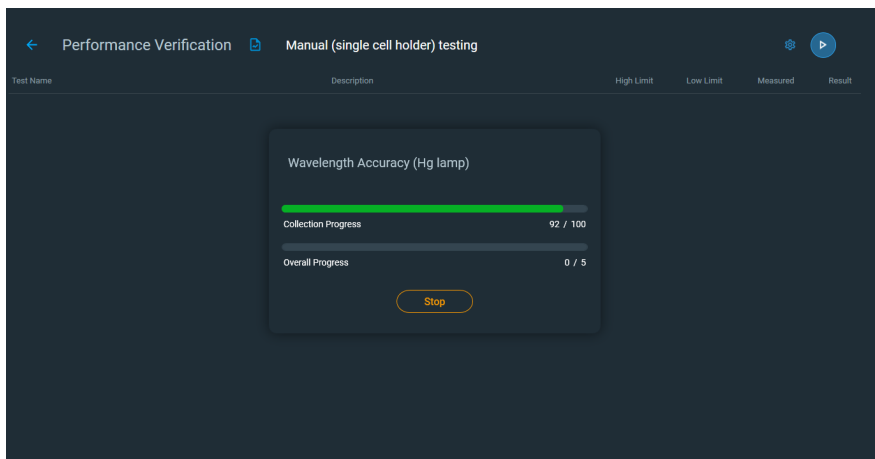 Performance Verification Manual (single cell holder) testing
Test Name Description High Limit Low Limit Measured Result
Wavelength Accuracy (Hg lamp)
Collection Progress 92 / 100
Overall Progress 0 / 5
Stop